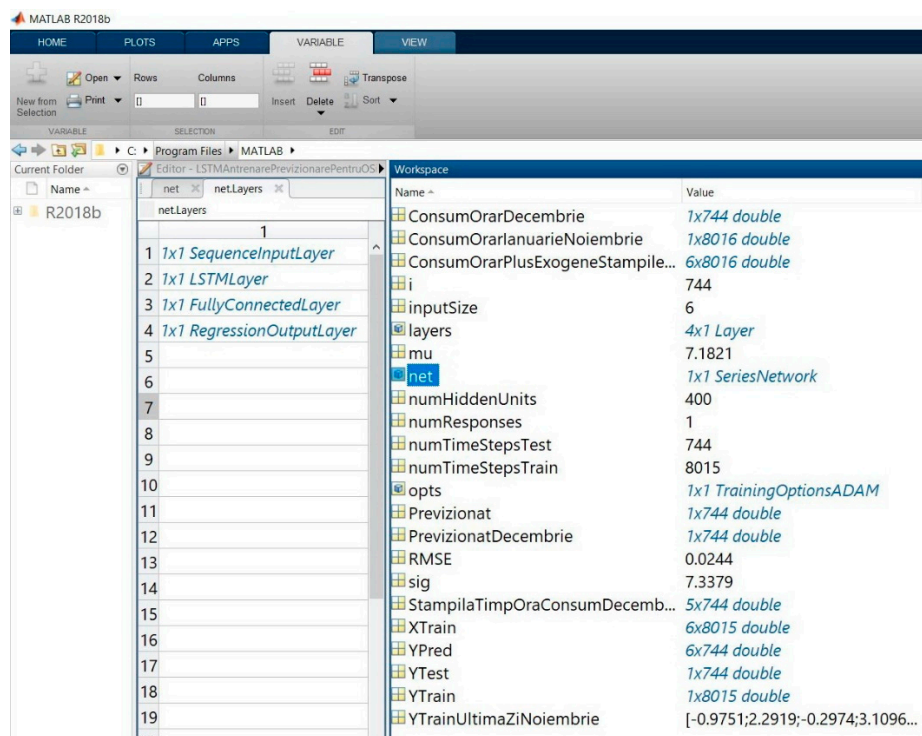 MATLAB R2018b
HOME PLOTS APPS VARIABLE VIEW
New from Selection
Open
Print
Rows Columns
[] []
Insert Delete
Transpose
Sort
VARIABLE SELECTION EDIT
C: Program Files MATLAB
Current Folder
Name
R2018b
Editor - LSTMAntrenarePrevizionarePentruOS
net net.Layers
net.Layers
1
1 1x1 SequenceInputLayer
2 1x1 LSTMLayer
3 1x1 FullyConnectedLayer
4 1x1 RegressionOutputLayer
5
6
7
8
9
10
11
12
13
14
15
16
17
18
19
Workspace
Name Value
ConsumOrarDecembrie 1x744 double
ConsumOrarIanuarieNoiembrie 1x8016 double
ConsumOrarPlusExogeneStampile... 6x8016 double
i 744
inputSize 6
layers 4x1 Layer
mu 7.1821
net 1x1 SeriesNetwork
numHiddenUnits 400
numResponses 1
numTimeStepsTest 744
numTimeStepsTrain 8015
opts 1x1 TrainingOptionsADAM
Previzionat 1x744 double
PrevizionatDecembrie 1x744 double
RMSE 0.0244
sig 7.3379
StampilaTimpOraConsumDecemb... 5x744 double
XTrain 6x8015 double
YPred 6x744 double
YTest 1x744 double
YTrain 1x8015 double
YTrainUltimaZiNoiembrie [-0.9751;2.2919;-0.2974;3.1096...